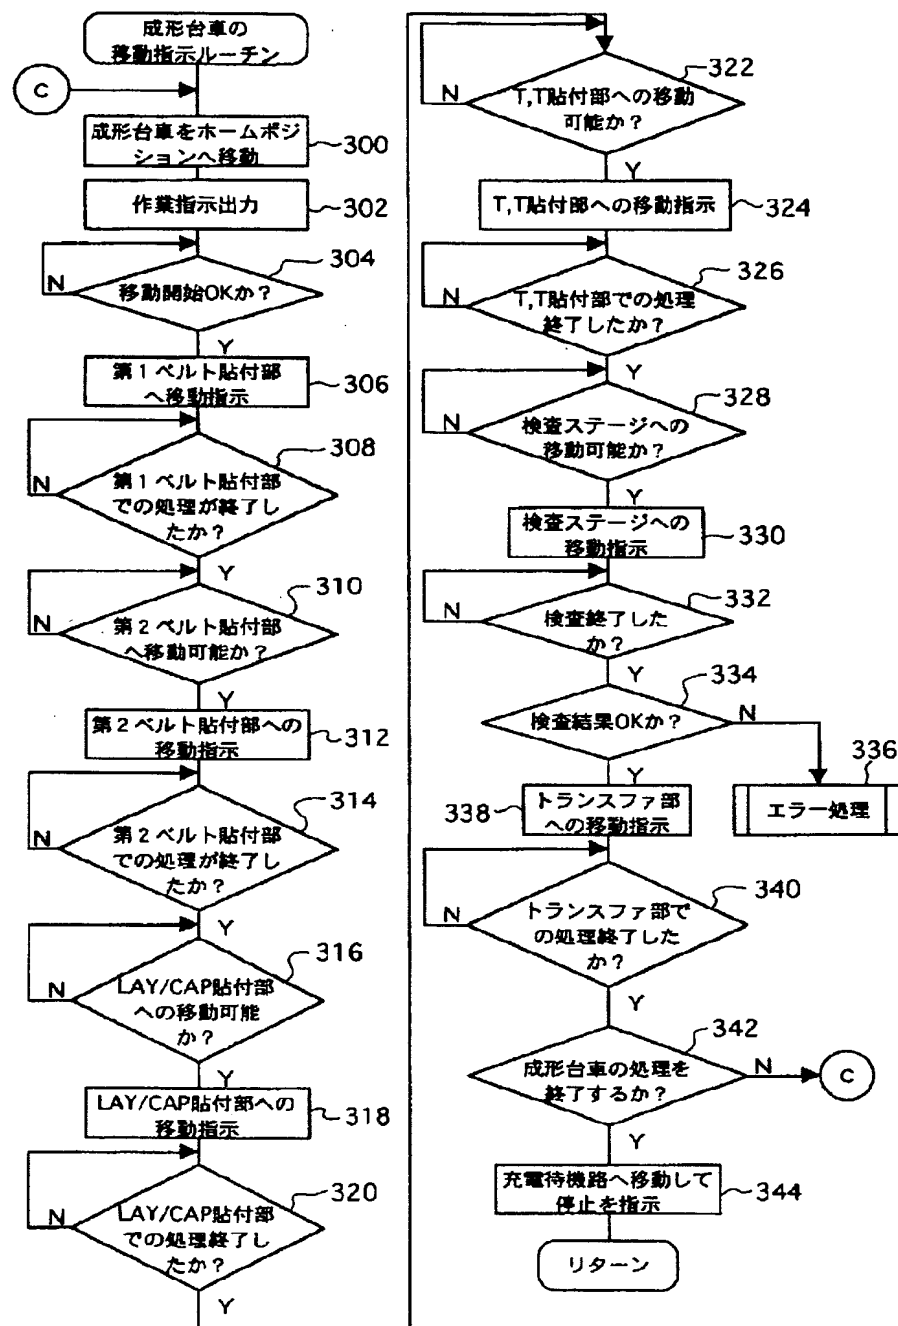 成形台車の
移動指示ルーチン
C
成形台車をホームポジ
ションへ移動
300
作業指示出力
302
304
移動開始OKか？
N
Y
第1ベルト貼付部
へ移動指示
306
308
第1ベルト貼付部
での処理が終了し
たか？
N
Y
310
第2ベルト貼付部
へ移動可能か？
N
Y
第2ベルト貼付部への
移動指示
312
314
第2ベルト貼付部
での処理が終了し
たか？
N
Y
316
LAY/CAP貼付部
への移動可能
か？
N
Y
LAY/CAP貼付部への
移動指示
318
320
LAY/CAP貼付部
での処理終了し
たか？
N
Y
322
T,T貼付部への移動
可能か？
N
Y
T,T貼付部への移動指示
324
326
T,T貼付部での処理
終了したか？
N
Y
328
検査ステージへの
移動可能か？
N
Y
検査ステージへの
移動指示
330
332
検査終了した
か？
N
Y
334
検査結果OKか？
N
Y
336
エラー処理
338
トランスファ部
への移動指示
340
トランスファ部で
の処理終了した
か？
N
Y
342
成形台車の処理を
終了するか？
N
C
Y
充電待機路へ移動して
停止を指示
344
リターン